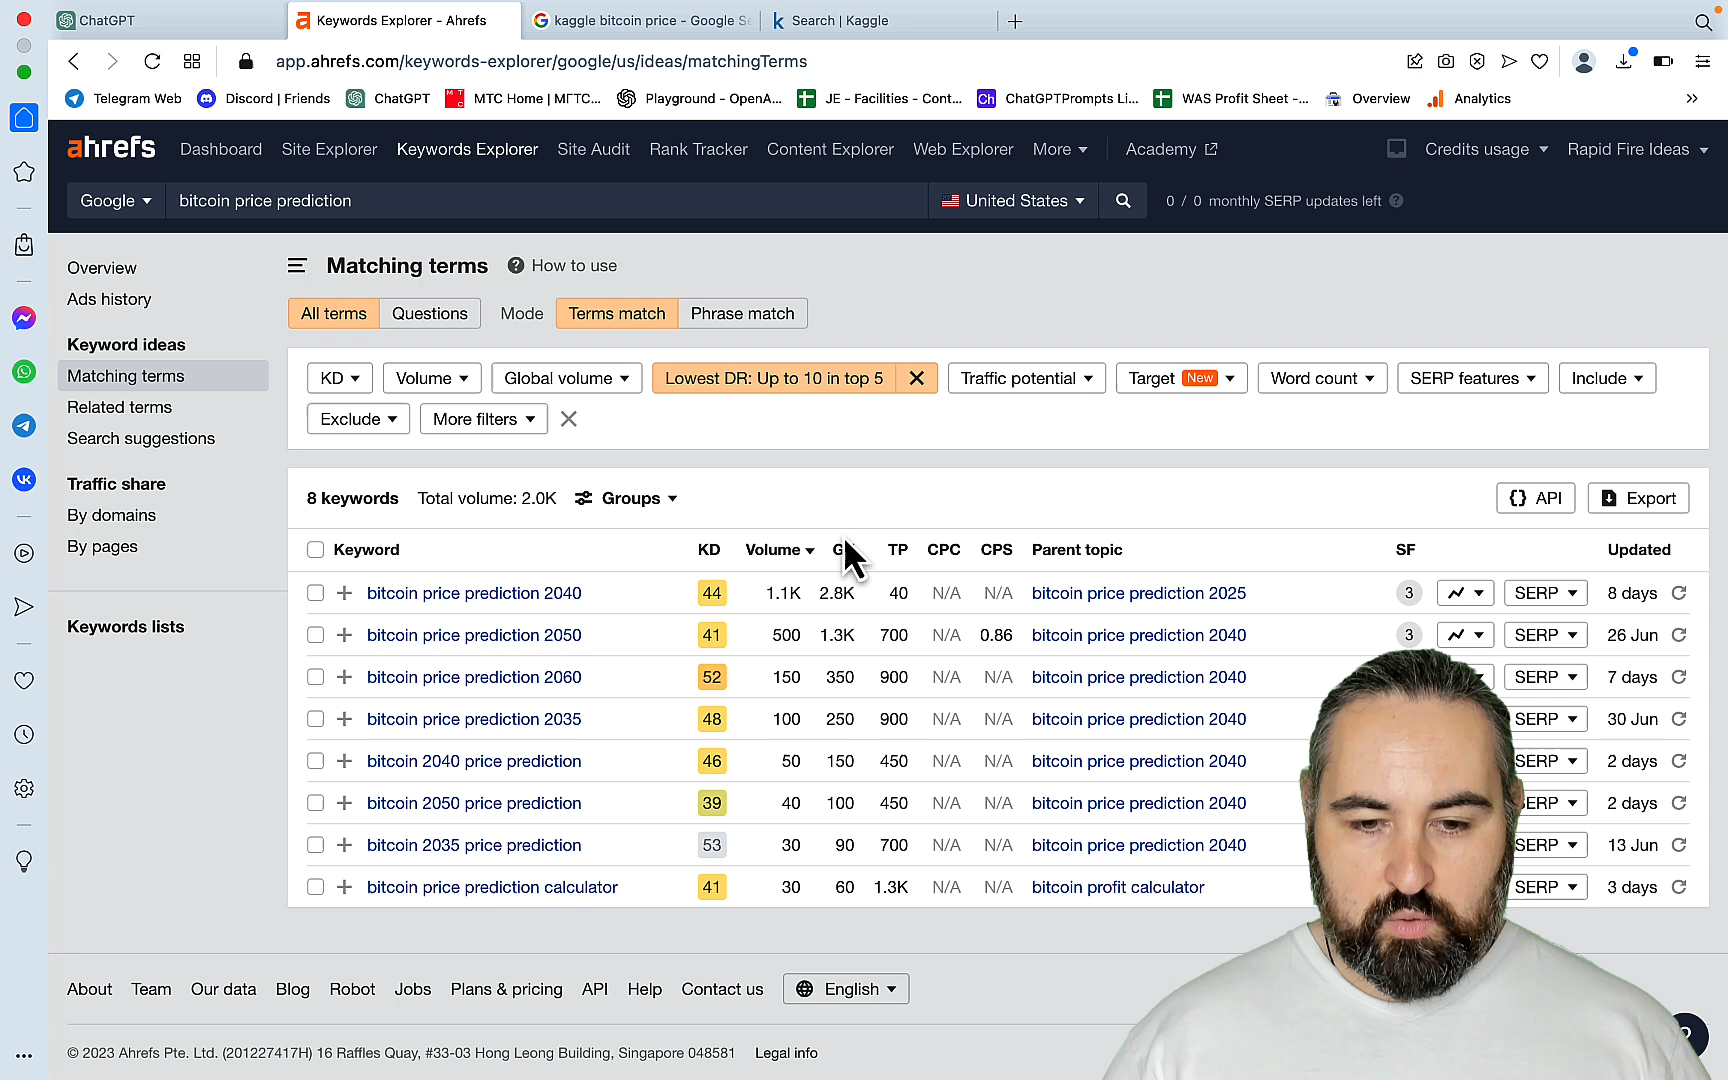 ChatGPT
Keywords Explorer - Ahrefs
kaggle bitcoin price - Google Se
Search | Kaggle
app.ahrefs.com/keywords-explorer/google/us/ideas/matchingTerms
Telegram Web
Discord | Friends
ChatGPT
МТС Home | МГТС...
Playground - OpenA...
JE - Facilities - Cont...
Ch ChatGPTPrompts Li...
WAS Profit Sheet -...
Overview
Analytics
ahrefs Dashboard Site Explorer Keywords Explorer Site Audit Rank Tracker Content Explorer Web Explorer More Academy Credits usage Rapid Fire Ideas
Google bitcoin price prediction United States 0 / 0 monthly SERP updates left
Overview
Ads history
Keyword ideas
Matching terms
Related terms
Search suggestions
Traffic share
By domains
By pages
Keywords lists
Matching terms How to use
All terms Questions Mode Terms match Phrase match
KD Volume Global volume Lowest DR: Up to 10 in top 5 Traffic potential Target New Word count SERP features Include
Exclude More filters
8 keywords Total volume: 2.0K Groups API Export
Keyword KD Volume TP CPC CPS Parent topic SF Updated
bitcoin price prediction 2040 44 1.1K 2.8K 40 N/A N/A bitcoin price prediction 2025 3 SERP 8 days
bitcoin price prediction 2050 41 500 1.3K 700 N/A 0.86 bitcoin price prediction 2040 3 SERP 26 Jun
bitcoin price prediction 2060 52 150 350 900 N/A N/A bitcoin price prediction 2040 SERP 7 days
bitcoin price prediction 2035 48 100 250 900 N/A N/A bitcoin price prediction 2040 SERP 30 Jun
bitcoin 2040 price prediction 46 50 150 450 N/A N/A bitcoin price prediction 2040 SERP 2 days
bitcoin 2050 price prediction 39 40 100 450 N/A N/A bitcoin price prediction 2040 SERP 2 days
bitcoin 2035 price prediction 53 30 90 700 N/A N/A bitcoin price prediction 2040 SERP 13 Jun
bitcoin price prediction calculator 41 30 60 1.3K N/A N/A bitcoin profit calculator SERP 3 days
About Team Our data Blog Robot Jobs Plans & pricing API Help Contact us English
© 2023 Ahrefs Pte. Ltd. (201227417H) 16 Raffles Quay, #33-03 Hong Leong Building, Singapore 048581 Legal info